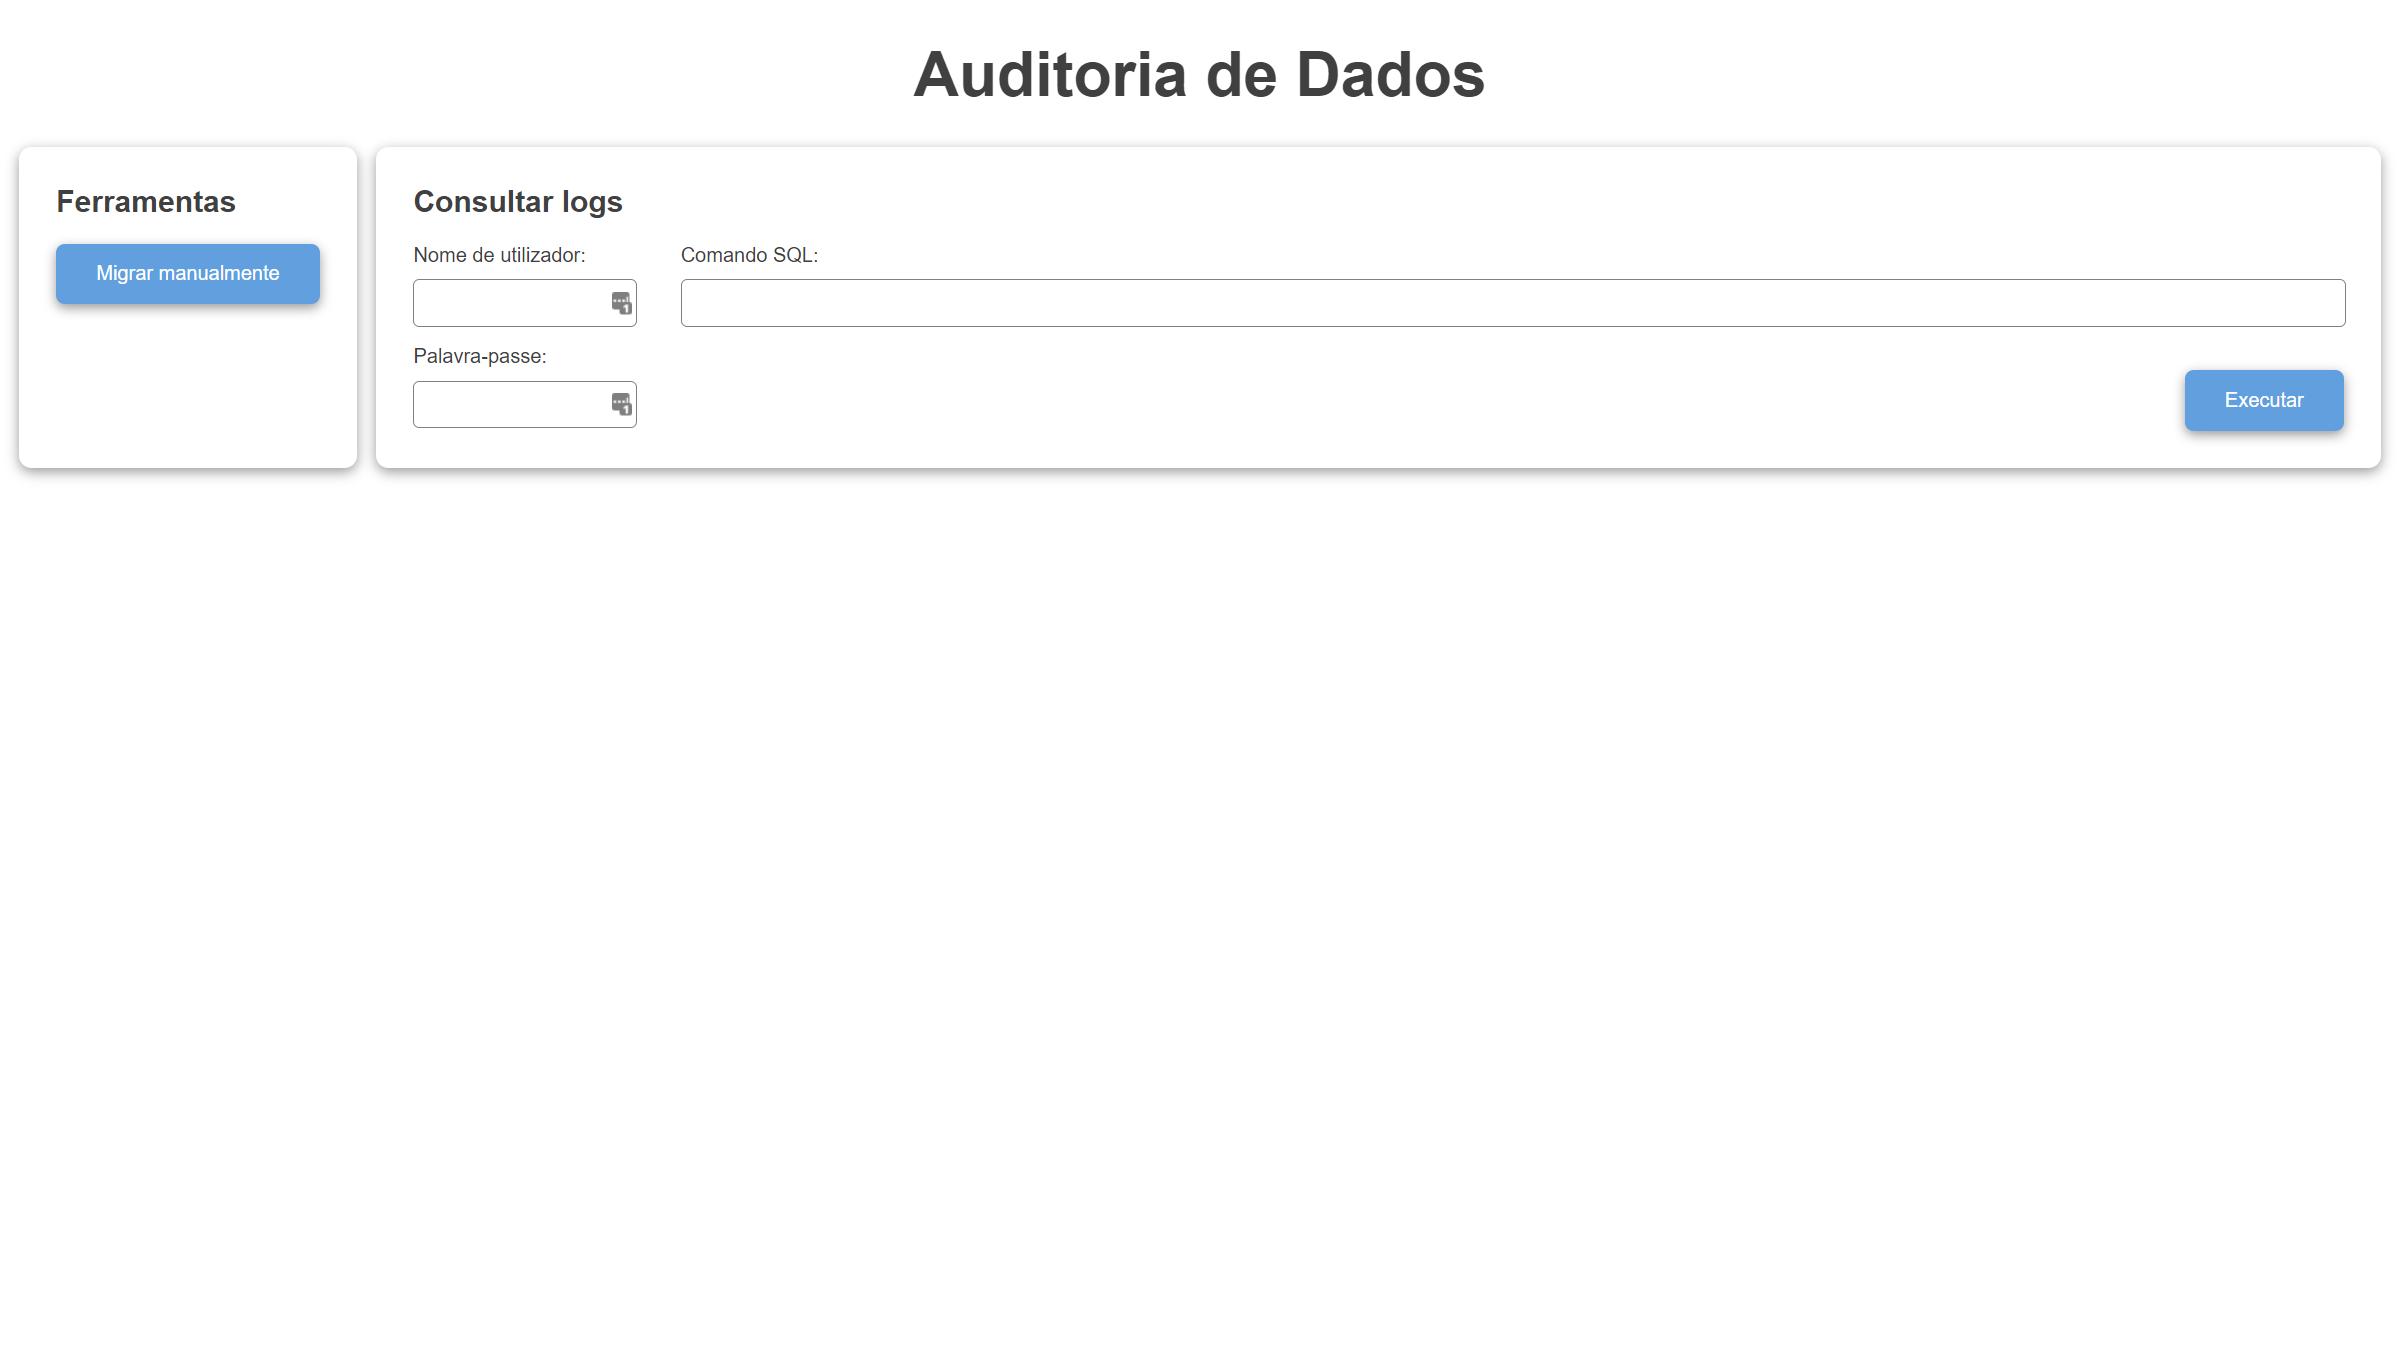 Auditoria de Dados
Ferramentas
Migrar manualmente
Consultar logs
Nome de utilizador:
Comando SQL:
Palavra-passe:
Executar